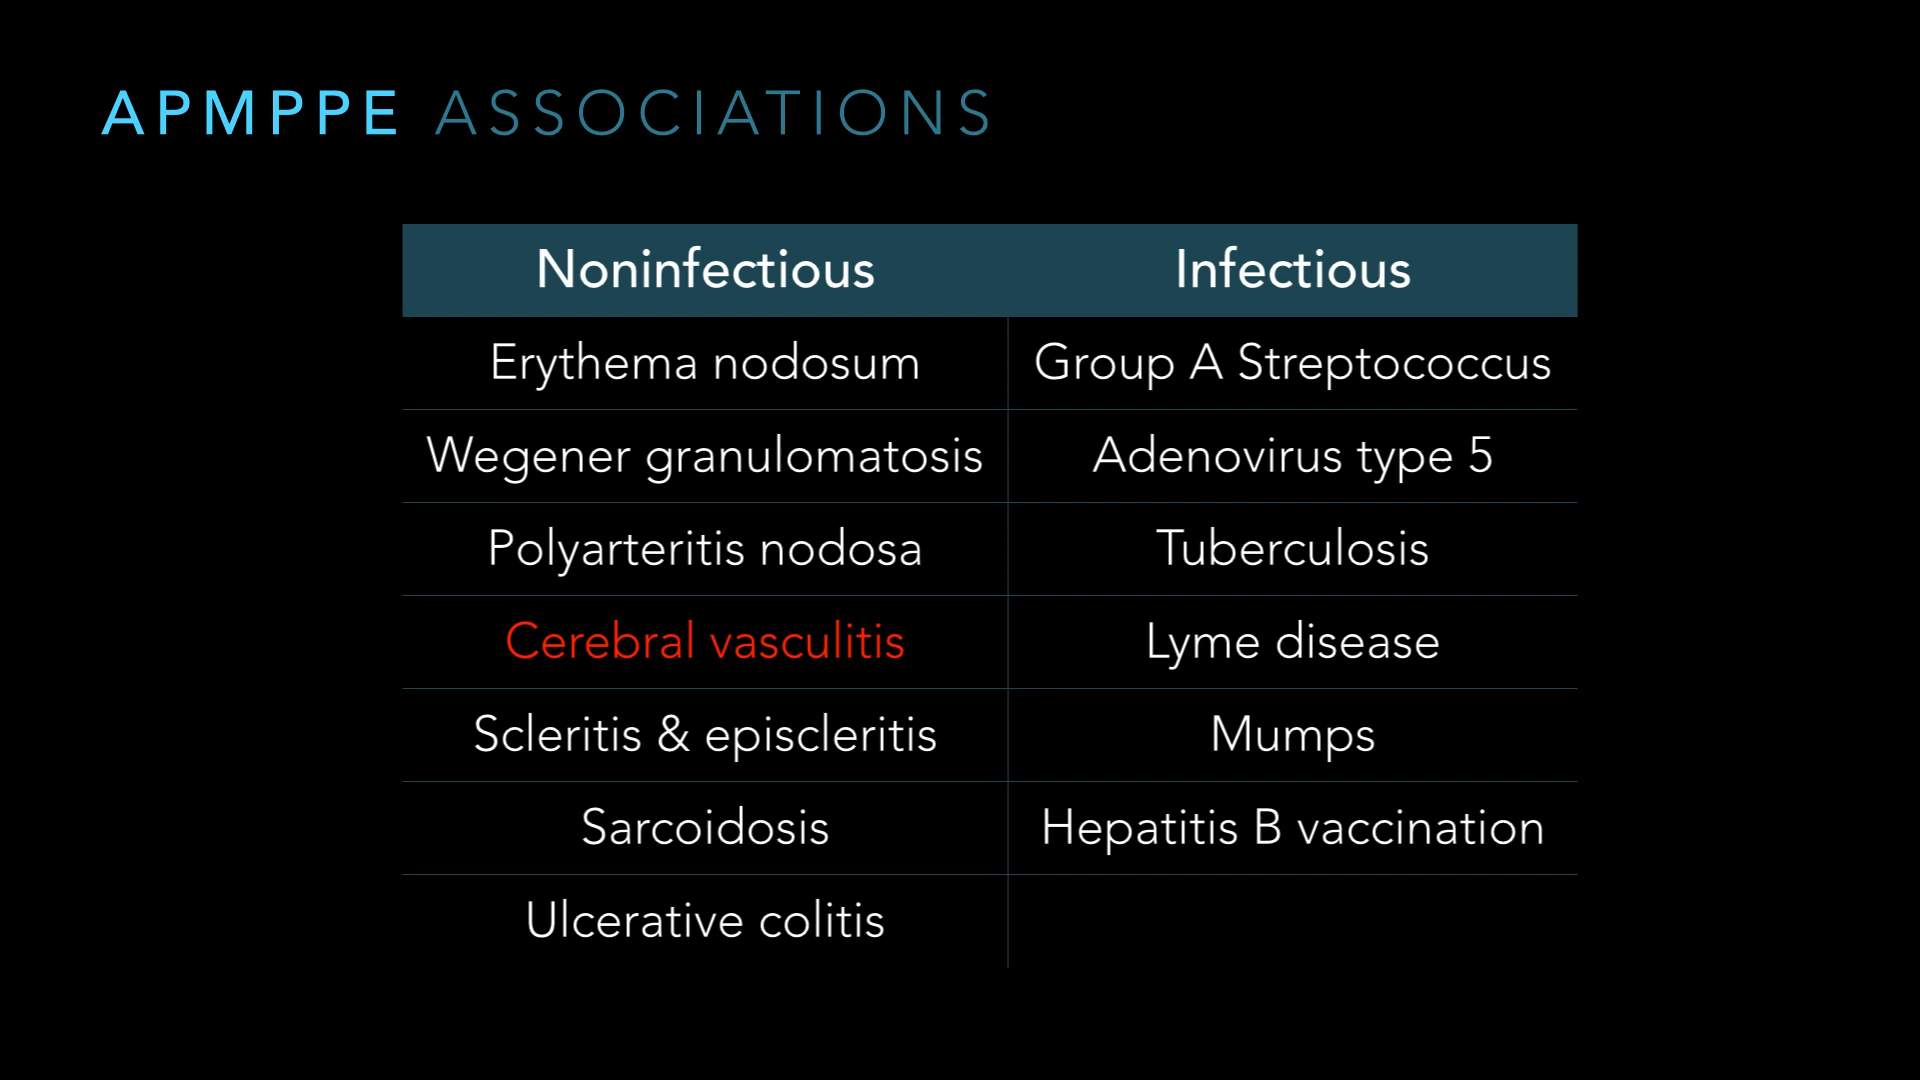 APMPPE ASSOCIATIONS
Noninfectious Infectious
Erythema nodosum Group A Streptococcus
Wegener granulomatosis Adenovirus type 5
Polyarteritis nodosa Tuberculosis
Cerebral vasculitis Lyme disease
Scleritis & episcleritis Mumps
Sarcoidosis Hepatitis B vaccination
Ulcerative colitis